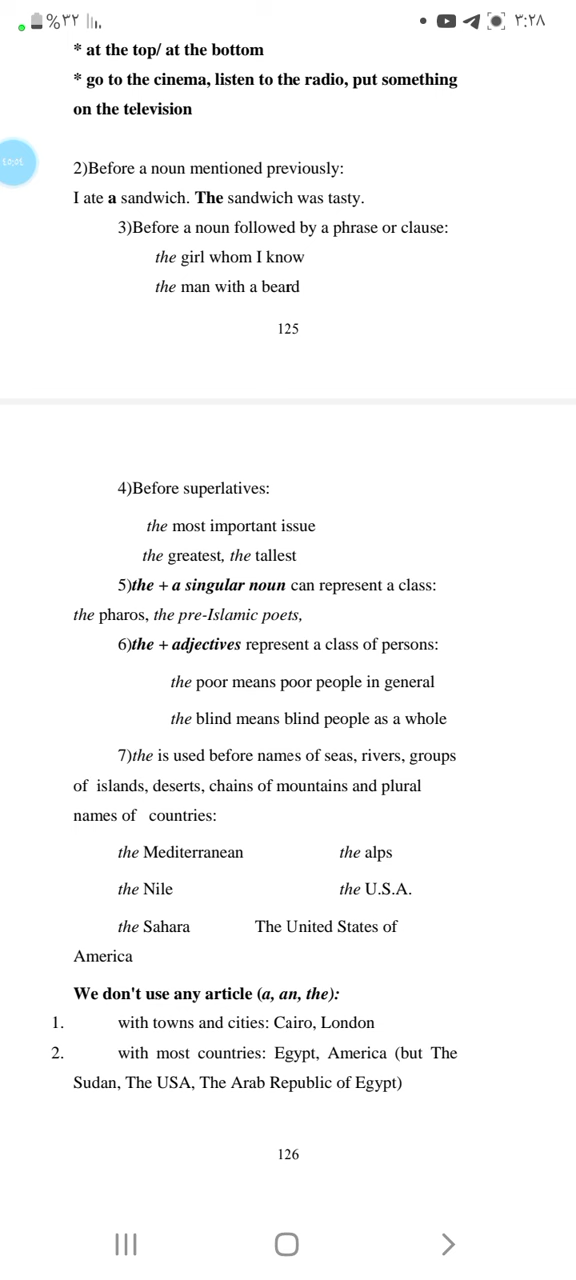 %٣٢
٣:٢٨
* at the top/ at the bottom
* go to the cinema, listen to the radio, put something
on the television
2)Before a noun mentioned previously:
I ate a sandwich. The sandwich was tasty.
3)Before a noun followed by a phrase or clause:
the girl whom I know
the man with a beard
125
4)Before superlatives:
the most important issue
the greatest, the tallest
5)the + a singular noun can represent a class:
the pharos, the pre-Islamic poets,
6)the + adjectives represent a class of persons:
the poor means poor people in general
the blind means blind people as a whole
7)the is used before names of seas, rivers, groups
of islands, deserts, chains of mountains and plural
names of countries:
the Mediterranean the alps
the Nile the U.S.A.
the Sahara The United States of
America
We don't use any article (a, an, the):
1. with towns and cities: Cairo, London
2. with most countries: Egypt, America (but The
Sudan, The USA, The Arab Republic of Egypt)
126